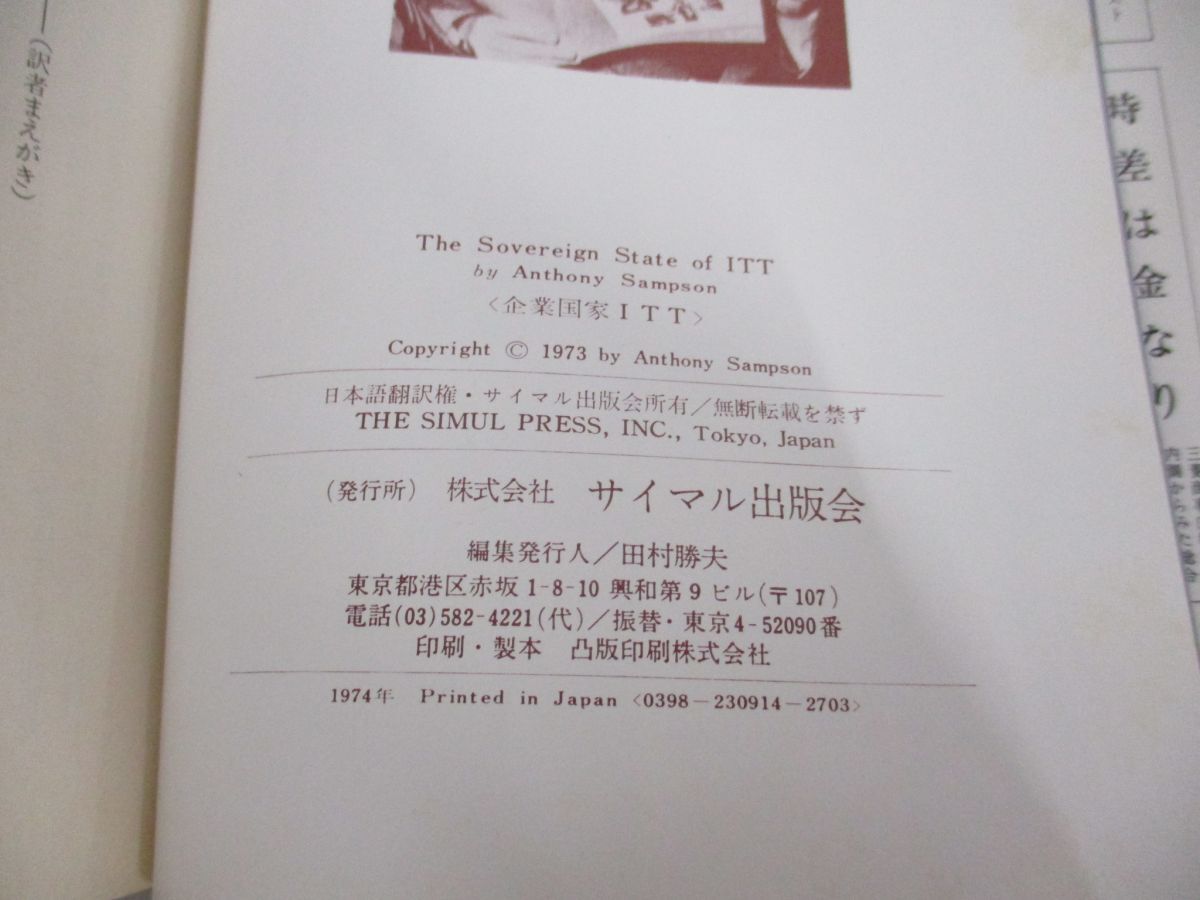 (訳者まえがき)
The Sovereign State of ITT
by Anthony Sampson
〈企業国家ITT〉
Copyright © 1973 by Anthony Sampson
日本語翻訳権・サイマル出版会所有/無断転載を禁ず
THE SIMUL PRESS, INC., Tokyo, Japan
(発行所) 株式会社 サイマル出版会
編集発行人/田村勝夫
東京都港区赤坂1-8-10 興和第9ビル(〒107)
電話(03)582-4221(代)/振替・東京4-52090番
印刷・製本 凸版印刷株式会社
1974年 Printed in Japan 〈0398-230914-2703〉
時差は金なり